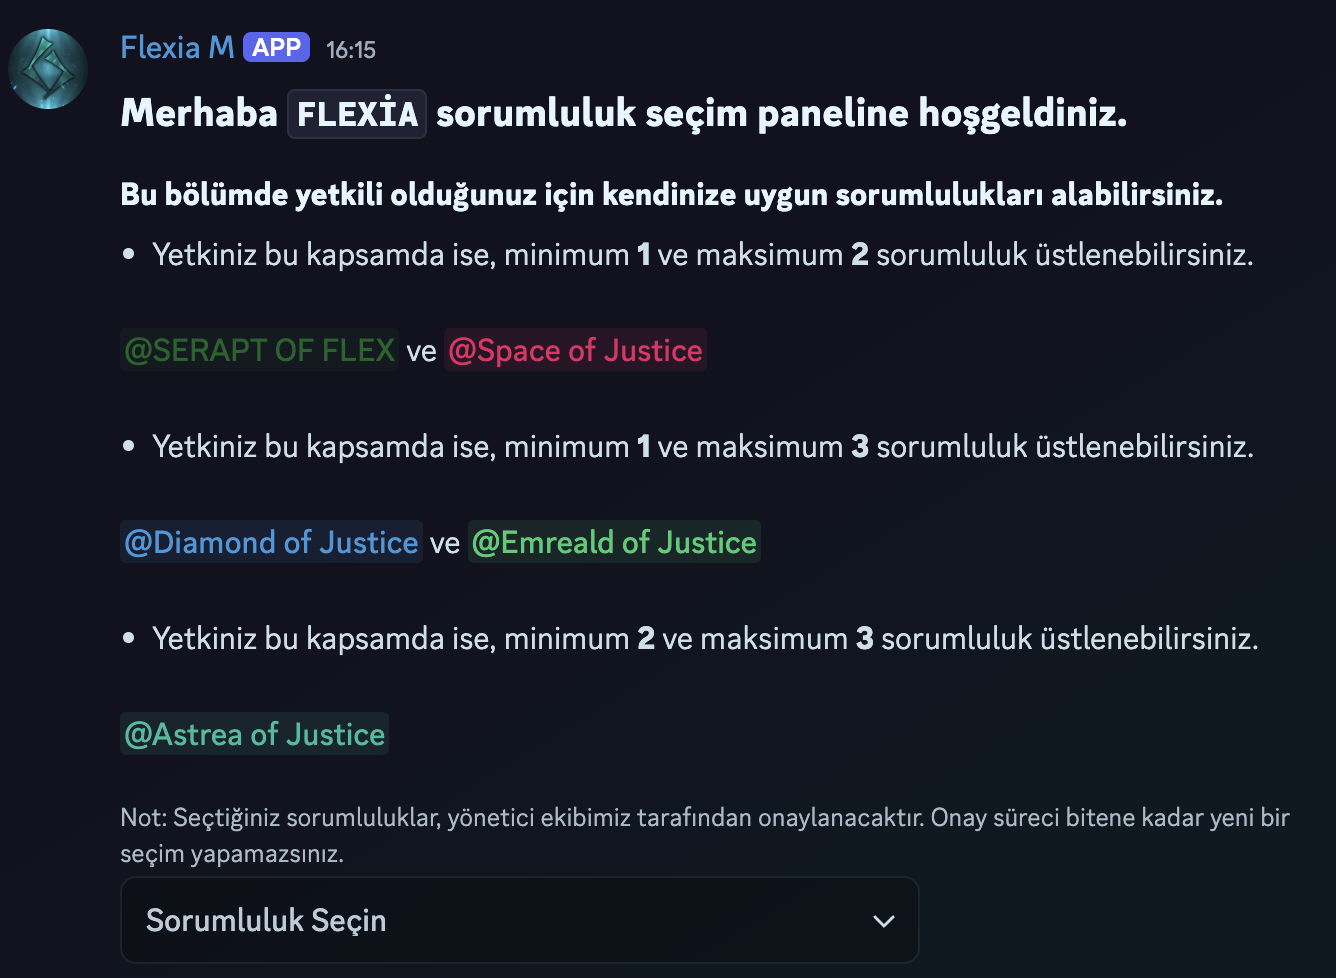 Flexia M APP 16:15
Merhaba FLEXİA sorumluluk seçim paneline hoşgeldiniz.
Bu bölümde yetkili olduğunuz için kendinize uygun sorumlulukları alabilirsiniz.
• Yetkiniz bu kapsamda ise, minimum 1 ve maksimum 2 sorumluluk üstlenebilirsiniz.
@SERAPT OF FLEX ve @Space of Justice
• Yetkiniz bu kapsamda ise, minimum 1 ve maksimum 3 sorumluluk üstlenebilirsiniz.
@Diamond of Justice ve @Emreald of Justice
• Yetkiniz bu kapsamda ise, minimum 2 ve maksimum 3 sorumluluk üstlenebilirsiniz.
@Astrea of Justice
Not: Seçtiğiniz sorumluluklar, yönetici ekibimiz tarafından onaylanacaktır. Onay süreci bitene kadar yeni bir
seçim yapamazsınız.
Sorumluluk Seçin